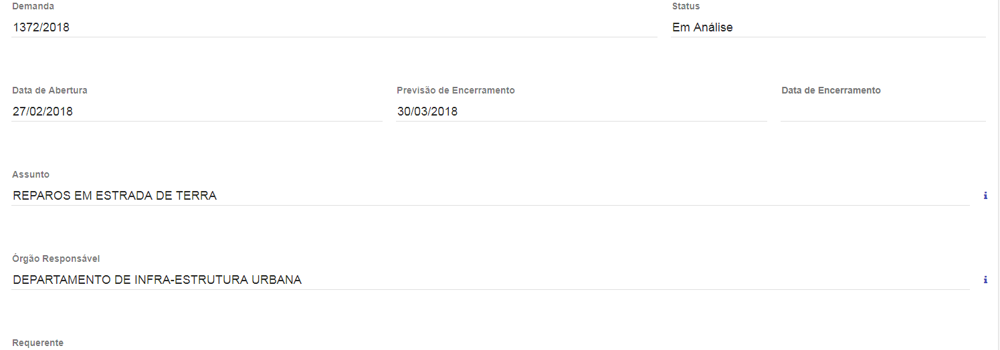 Demanda
Status
1372/2018
Em Análise
Data de Abertura
Previsão de Encerramento
Data de Encerramento
27/02/2018
30/03/2018
Assunto
REPAROS EM ESTRADA DE TERRA
Órgão Responsável
DEPARTAMENTO DE INFRA-ESTRUTURA URBANA
Requerente